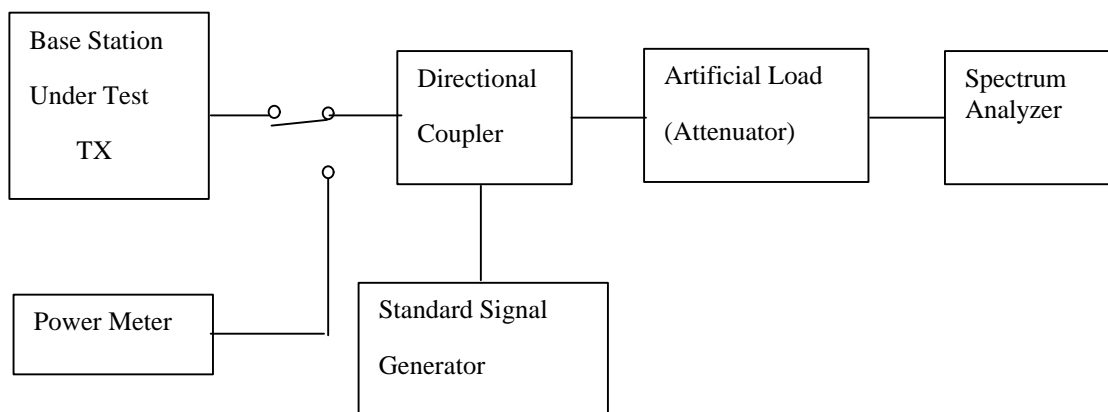 Base Station
Under Test
TX
Directional
Coupler
Artificial Load
(Attenuator)
Spectrum
Analyzer
Power Meter
Standard Signal
Generator